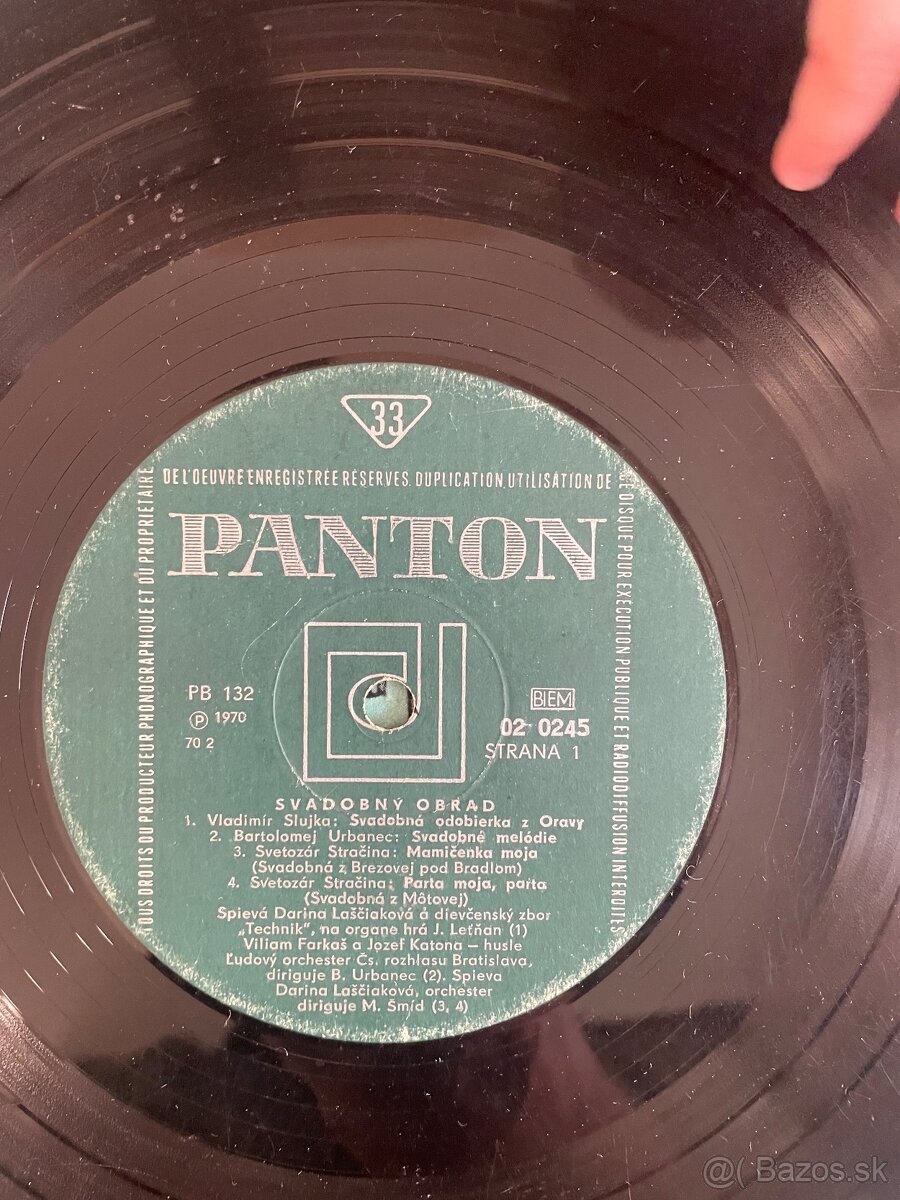 33
TOUS DROITS DU PRODUCTEUR PHONOGRAPHIQUE ET DU PROPRIETAIRE
DE L'OEUVRE ENREGISTRÉE RÉSERVÉS. DUPLICATION, UTILISATION DE
CE DISQUE POUR EXECUTION PUBLIQUE ET RADIODIFFUSION INTERDITES
PANTON
PB 132
Ⓟ 1970
70 2
BIEM
02 0245
STRANA 1
SVADOBNÝ OBRAD
1. Vladimír Slujka: Svadobná odobierka z Oravy
2. Bartolomej Urbanec: Svadobné melódie
3. Svetozár Stračina: Mamičenka moja
(Svadobná z Brezovej pod Bradlom)
4. Svetozár Stračina: Parta moja, parta
(Svadobná z Môtovej)
Spievá Darina Laščiaková a dievčenský zbor
„Technik", na organe hrá J. Letňan (1)
Viliam Farkaš a Jozef Katona – husle
Ľudový orchester Čs. rozhlasu Bratislava,
diriguje B. Urbanec (2). Spieva
Darina Laščiaková, orchester
diriguje M. Šmíd (3, 4)
@( Bazos.sk